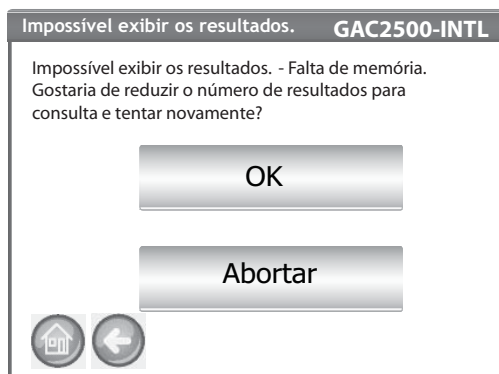 Impossível exibir os resultados. GAC2500-INTL
Impossível exibir os resultados. - Falta de memória.
Gostaria de reduzir o número de resultados para
consulta e tentar novamente?
OK
Abortar